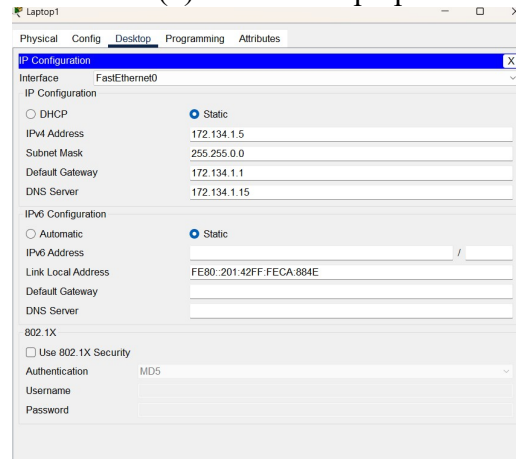 Laptop1
Physical Config Desktop Programming Attributes
IP Configuration X
Interface FastEthernet0
IP Configuration
DHCP Static
IPv4 Address 172.134.1.5
Subnet Mask 255.255.0.0
Default Gateway 172.134.1.1
DNS Server 172.134.1.15
IPv6 Configuration
Automatic Static
IPv6 Address /
Link Local Address FE80::201:42FF:FECA:884E
Default Gateway
DNS Server
802.1X
Use 802.1X Security
Authentication MD5
Username
Password